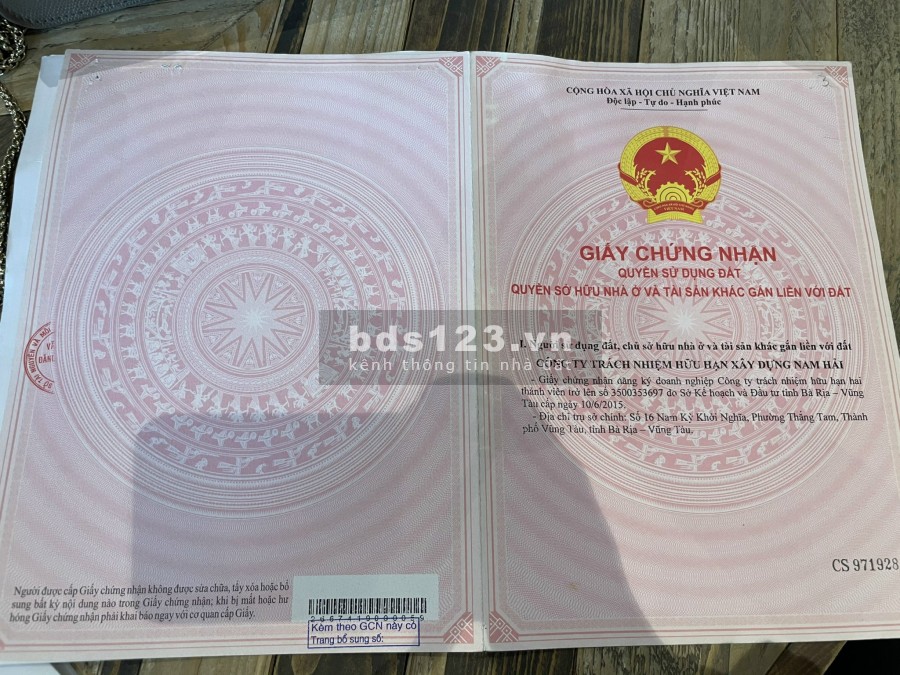 CỘNG HÒA XÃ HỘI CHỦ NGHĨA VIỆT NAM
Độc lập - Tự do - Hạnh phúc
GIẤY CHỨNG NHẬN
QUYỀN SỬ DỤNG ĐẤT
QUYỀN SỞ HỮU NHÀ Ở VÀ TÀI SẢN KHÁC GẮN LIỀN VỚI ĐẤT
bds123.vn
kênh thông tin nhà
I. Người sử dụng đất, chủ sở hữu nhà ở và tài sản khác gắn liền với đất
CÔNG TY TRÁCH NHIỆM HỮU HẠN XÂY DỰNG NAM HẢI
- Giấy chứng nhận đăng ký doanh nghiệp Công ty trách nhiệm hữu hạn hai
thành viên trở lên số 3500353697 do Sở Kế hoạch và Đầu tư tỉnh Bà Rịa – Vũng
Tàu cấp ngày 10/6/2015.
- Địa chỉ trụ sở chính: Số 16 Nam Kỳ Khởi Nghĩa, Phường Thắng Tam, Thành
phố Vũng Tàu, tỉnh Bà Rịa – Vũng Tàu.
CS 971928
Người được cấp Giấy chứng nhận không được sửa chữa, tẩy xóa hoặc bổ
sung bất kỳ nội dung nào trong Giấy chứng nhận; khi bị mất hoặc hư
hỏng Giấy chứng nhận phải khai báo ngay với cơ quan cấp Giấy.
Kèm theo GCN này có
Trang bổ sung số: